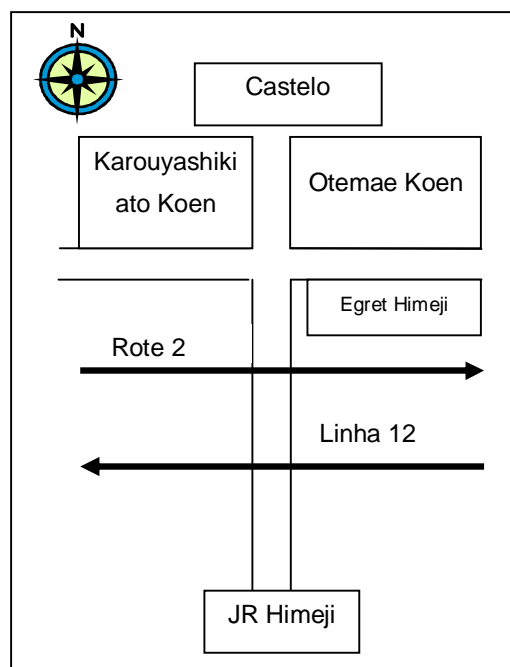 N
Castelo
Karouyashiki
ato Koen
Otemae Koen
Egret Himeji
Rote 2
Linha 12
JR Himeji